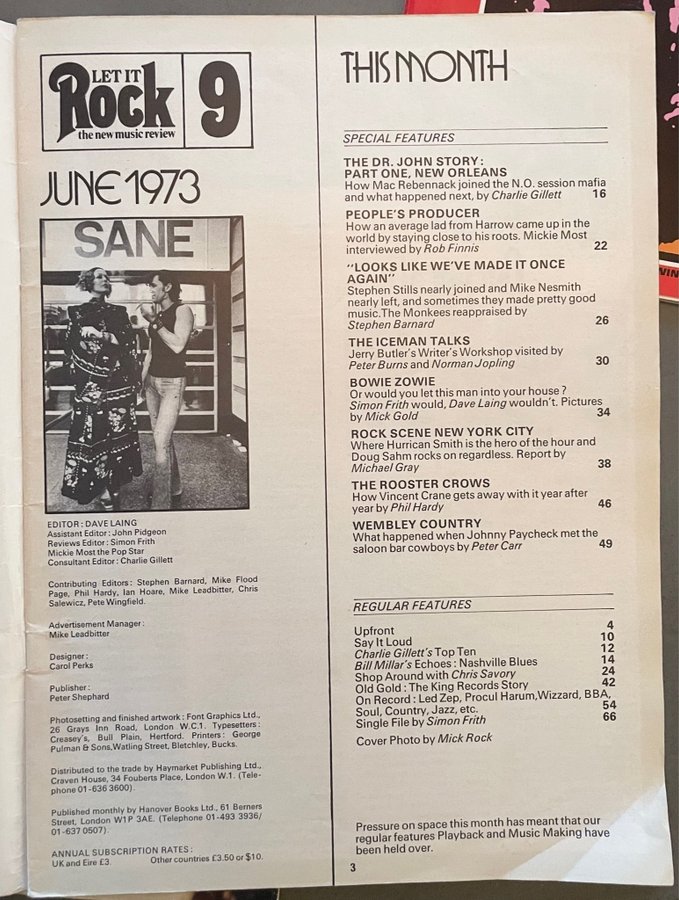 LET IT
Rock
the new music review
9
JUNE 1973
SANE
EDITOR: DAVE LAING
Assistant Editor: John Pidgeon
Reviews Editor: Simon Frith
Mickie Most the Pop Star
Consultant Editor: Charlie Gillett
Contributing Editors: Stephen Barnard, Mike Flood
Page, Phil Hardy, Ian Hoare, Mike Leadbitter, Chris
Salewicz, Pete Wingfield.
Advertisement Manager:
Mike Leadbitter
Designer:
Carol Perks
Publisher:
Peter Shephard
Photosetting and finished artwork: Font Graphics Ltd.,
26 Grays Inn Road, London W.C.1. Typesetters:
Creasey's, Bull Plain, Hertford. Printers: George
Pulman & Sons, Watling Street, Bletchley, Bucks.
Distributed to the trade by Haymarket Publishing Ltd.,
Craven House, 34 Fouberts Place, London W.1. (Tele-
phone 01-636 3600).
Published monthly by Hanover Books Ltd., 61 Berners
Street, London W1P 3AE. (Telephone 01-493 3936/
01-637 0507).
ANNUAL SUBSCRIPTION RATES:
UK and Eire £3. Other countries £3.50 or $10.
THIS MONTH
SPECIAL FEATURES
THE DR. JOHN STORY:
PART ONE, NEW ORLEANS
How Mac Rebennack joined the N.O. session mafia
and what happened next, by Charlie Gillett 16
PEOPLE'S PRODUCER
How an average lad from Harrow came up in the
world by staying close to his roots. Mickie Most
interviewed by Rob Finnis 22
"LOOKS LIKE WE'VE MADE IT ONCE
AGAIN"
Stephen Stills nearly joined and Mike Nesmith
nearly left, and sometimes they made pretty good
music. The Monkees reappraised by
Stephen Barnard 26
THE ICEMAN TALKS
Jerry Butler's Writer's Workshop visited by
Peter Burns and Norman Jopling 30
BOWIE ZOWIE
Or would you let this man into your house?
Simon Frith would, Dave Laing wouldn't. Pictures
by Mick Gold 34
ROCK SCENE NEW YORK CITY
Where Hurrican Smith is the hero of the hour and
Doug Sahm rocks on regardless. Report by
Michael Gray 38
THE ROOSTER CROWS
How Vincent Crane gets away with it year after
year by Phil Hardy 46
WEMBLEY COUNTRY
What happened when Johnny Paycheck met the
saloon bar cowboys by Peter Carr 49
REGULAR FEATURES
Upfront 4
Say It Loud 10
Charlie Gillett's Top Ten 12
Bill Millar's Echoes: Nashville Blues 14
Shop Around with Chris Savory 24
Old Gold: The King Records Story 42
On Record: Led Zep, Procul Harum, Wizzard, BBA,
Soul, Country, Jazz, etc. 54
Single File by Simon Frith 66
Cover Photo by Mick Rock
Pressure on space this month has meant that our
regular features Playback and Music Making have
been held over.
3